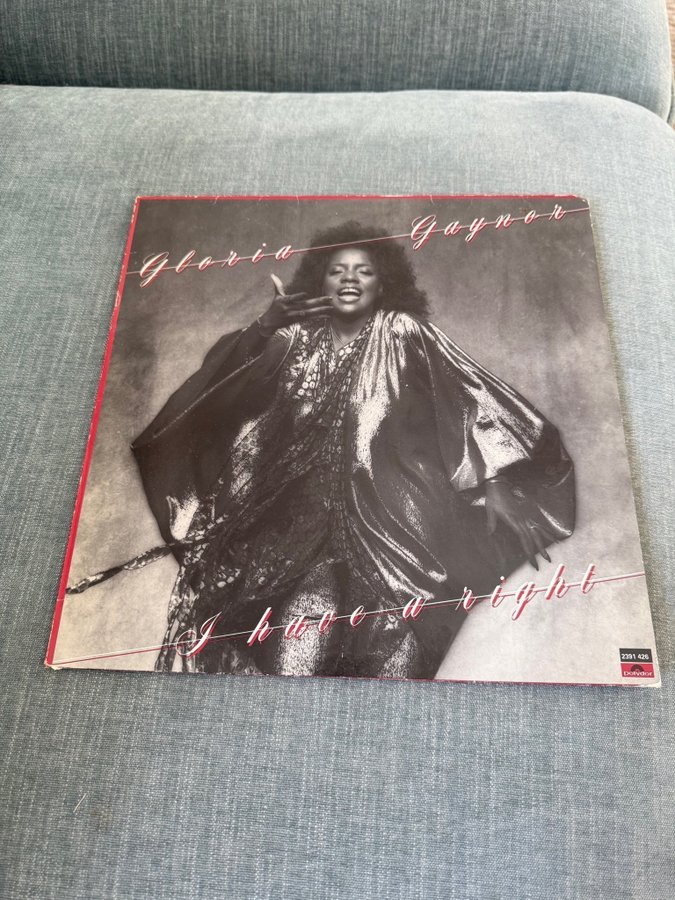 Gloria Gaynor
I have a right
2391 426
Polydor